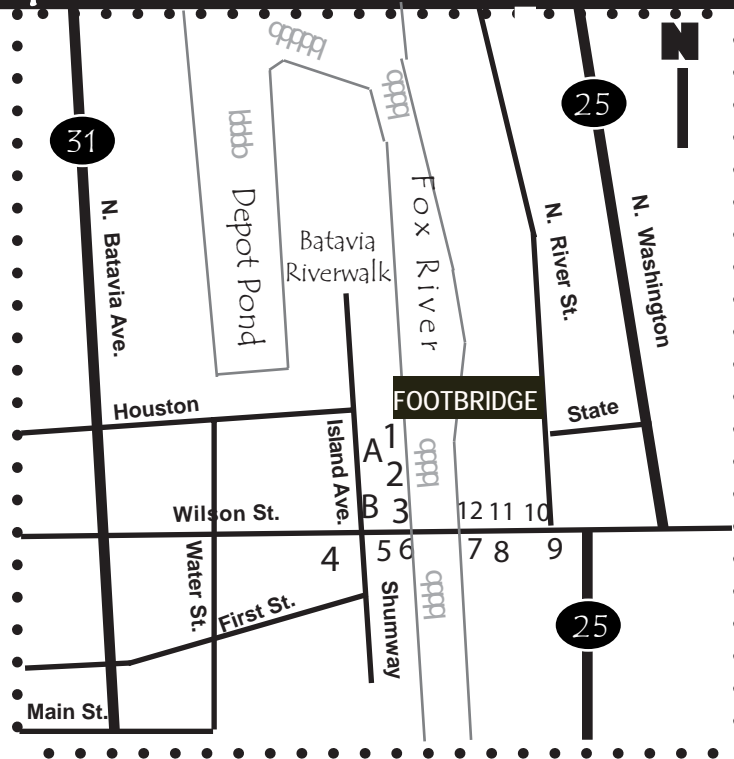 N
25
31
N. Batavia Ave.
Depot Pond
Batavia
Riverwalk
Fox River
N. River St.
N. Washington
FOOTBRIDGE
Houston
State
Island Ave.
A
1
2
B
3
12 11 10
Wilson St.
4
5 6
7
8
9
Water St.
First St.
Shumway
25
Main St.